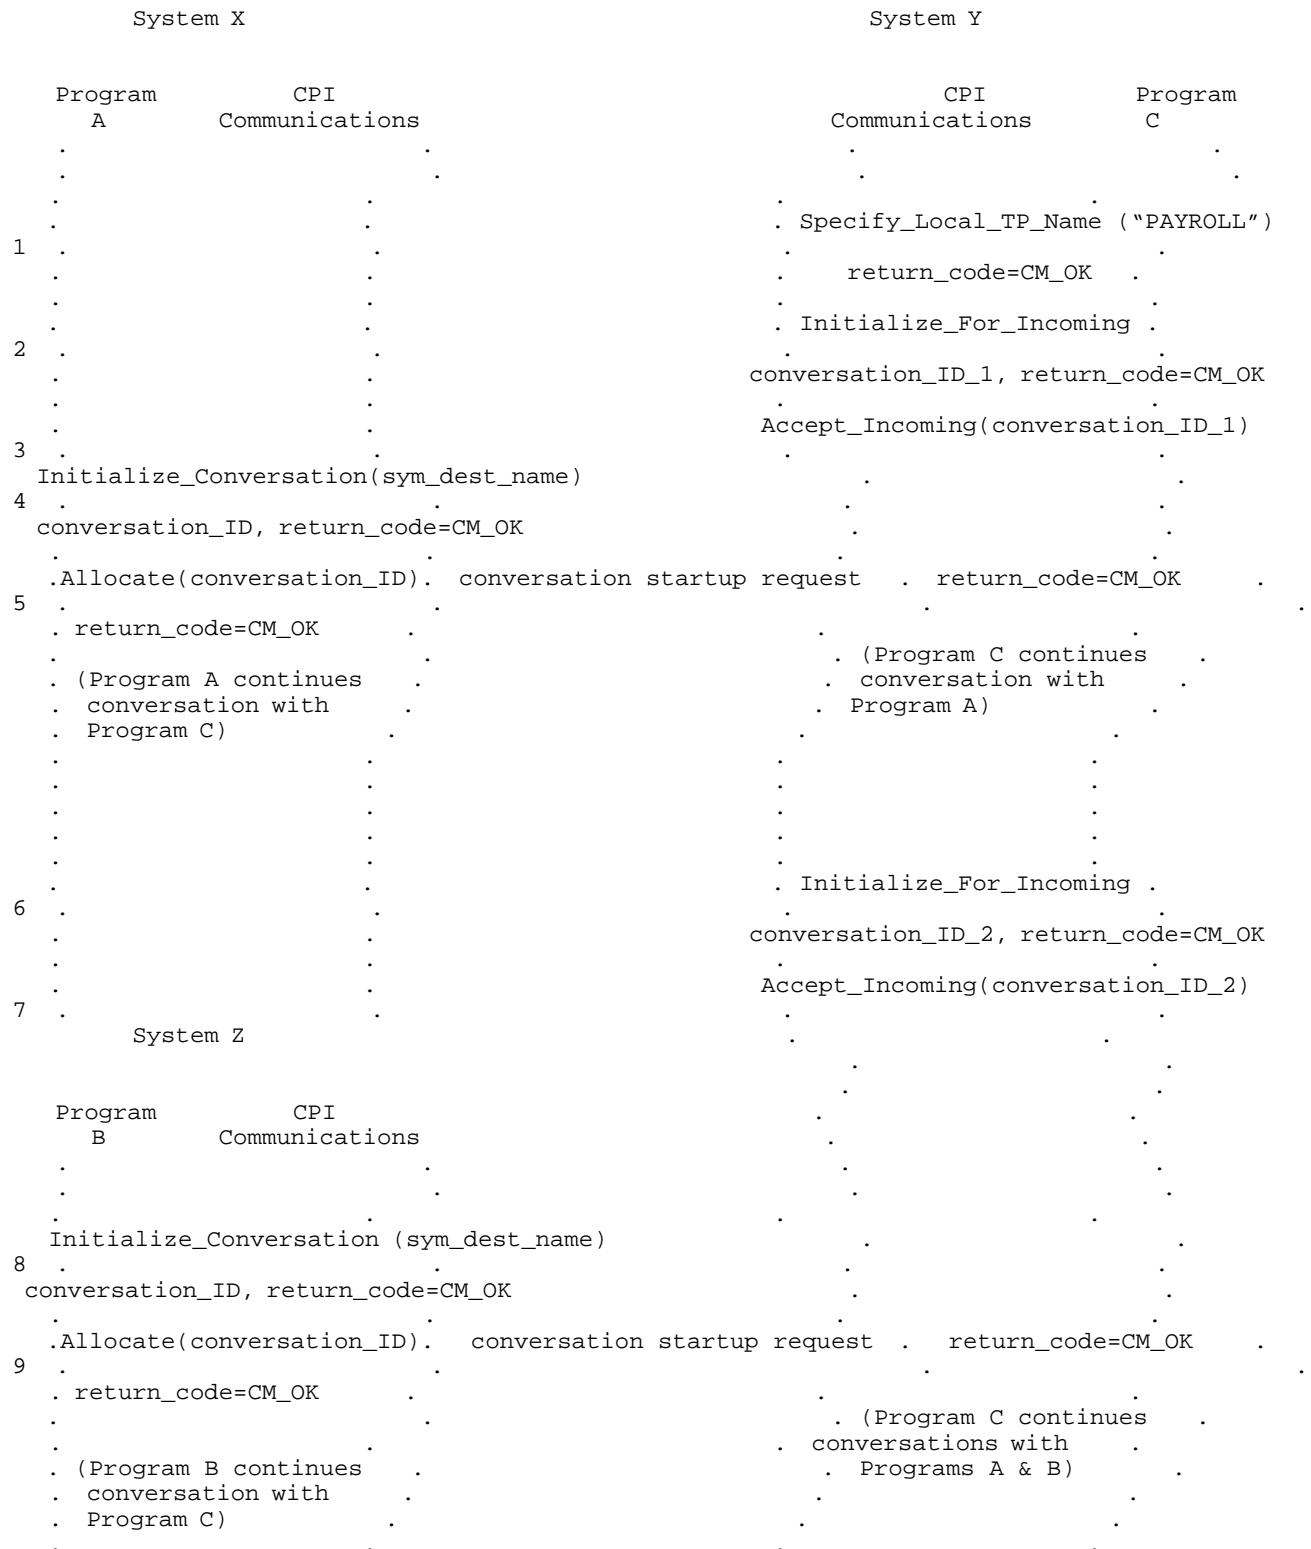 System X System Y
Program CPI CPI Program
A Communications Communications C
. . . .
. . . .
. . . .
. . . Specify_Local_TP_Name (“PAYROLL”)
1 . . . .
. . . return_code=CM_OK .
. . . .
. . . Initialize_For_Incoming .
2 . . . .
. . conversation_ID_1, return_code=CM_OK
. . . .
. . Accept_Incoming(conversation_ID_1)
3 . . . .
Initialize_Conversation(sym_dest_name) . .
4 . . . .
conversation_ID, return_code=CM_OK . .
. . . .
.Allocate(conversation_ID). conversation startup request . return_code=CM_OK .
5 . . . .
. return_code=CM_OK . . .
. . . (Program C continues .
. (Program A continues . . conversation with .
. conversation with . . Program A) .
. Program C) . . .
. . . .
. . . .
. . . .
. . . .
. . . .
. . . Initialize_For_Incoming .
6 . . . .
. . conversation_ID_2, return_code=CM_OK
. . . .
. . Accept_Incoming(conversation_ID_2)
7 . . . .
System Z . .
. .
. .
Program CPI . .
B Communications . .
. . . .
. . . .
. . . .
Initialize_Conversation (sym_dest_name) . .
8 . . . .
conversation_ID, return_code=CM_OK . .
. . . .
.Allocate(conversation_ID). conversation startup request . return_code=CM_OK .
9 . . . .
. return_code=CM_OK . . .
. . . (Program C continues .
. . . conversations with .
. (Program B continues . . Programs A & B) .
. conversation with . . .
. Program C) . . .
. . . .